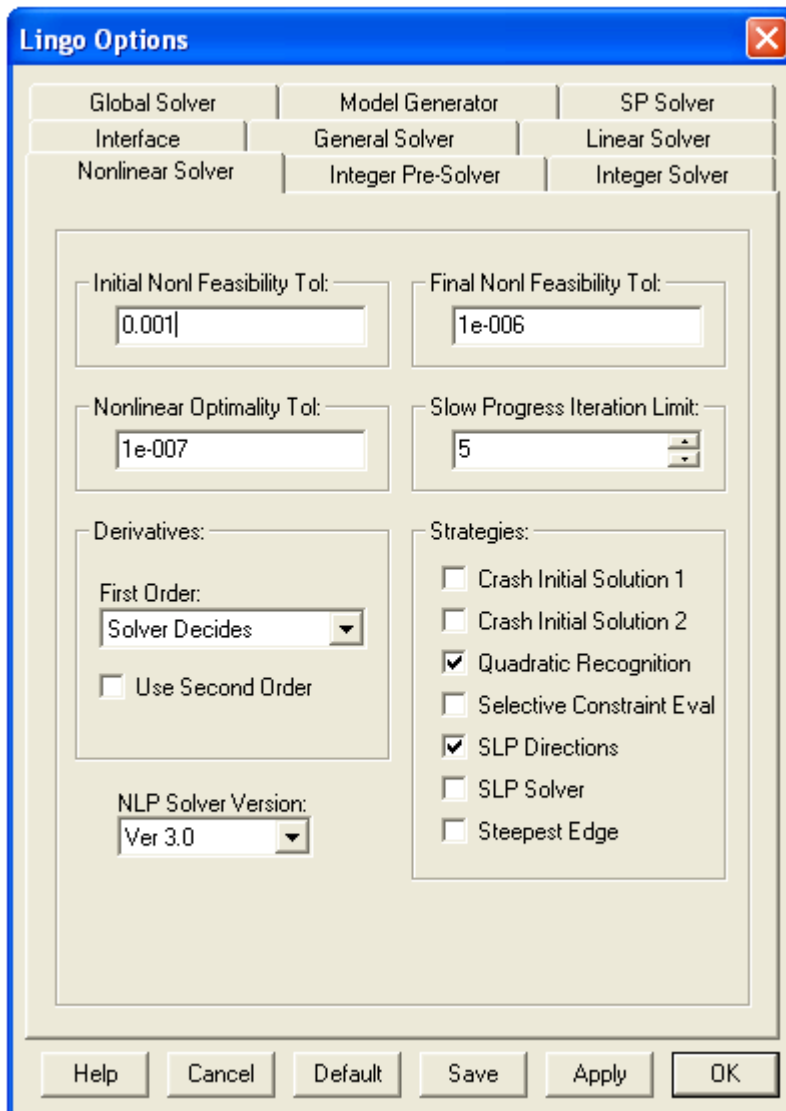 Lingo Options
Global Solver Model Generator SP Solver
Interface General Solver Linear Solver
Nonlinear Solver Integer Pre-Solver Integer Solver
Initial Nonl Feasibility Tol: Final Nonl Feasibility Tol:
0.001 1e-006
Nonlinear Optimality Tol: Slow Progress Iteration Limit:
1e-007 5
Derivatives:
First Order:
Solver Decides
Use Second Order
NLP Solver Version:
Ver 3.0
Strategies:
Crash Initial Solution 1
Crash Initial Solution 2
Quadratic Recognition
Selective Constraint Eval
SLP Directions
SLP Solver
Steepest Edge
Help Cancel Default Save Apply OK